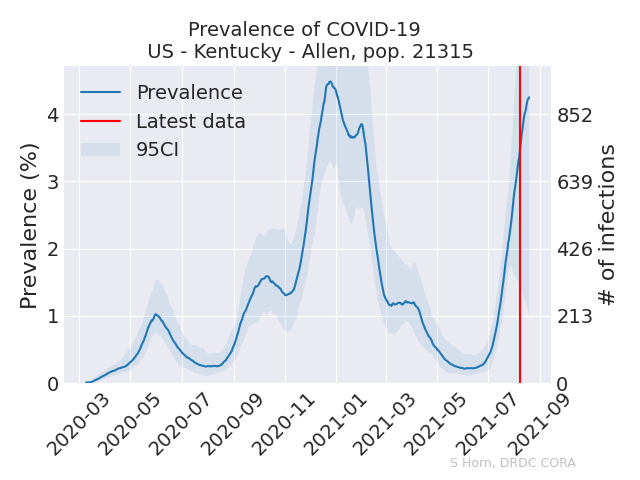 Prevalence of COVID-19
US - Kentucky - Allen, pop. 21315
Prevalence
Latest data
95CI
Prevalence (%)
4
3
2
1
0
852
639
426
213
0
# of infections
2020-03
2020-05
2020-07
2020-09
2020-11
2021-01
2021-03
2021-05
2021-07
2021-09
S Horn, DRDC CORA